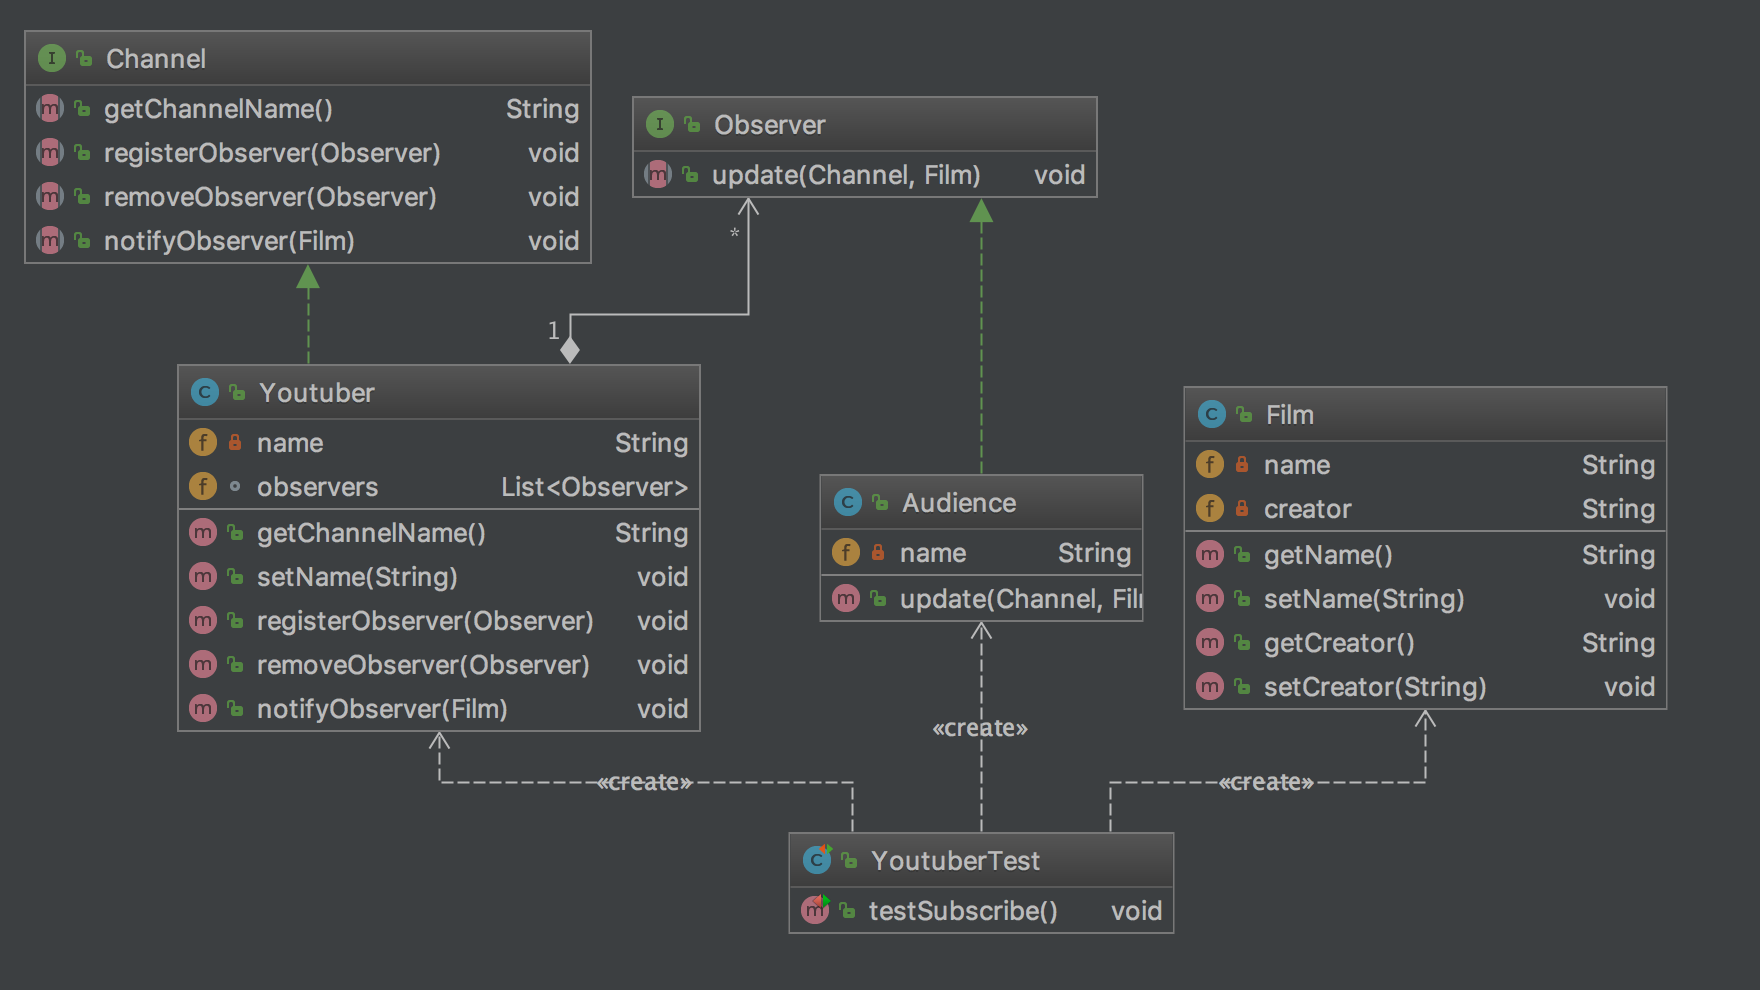 Channel
getChannelName() String
registerObserver(Observer) void
removeObserver(Observer) void
notifyObserver(Film) void
Observer
update(Channel, Film) void
*
1
Youtuber
name String
observers List<Observer>
getChannelName() String
setName(String) void
registerObserver(Observer) void
removeObserver(Observer) void
notifyObserver(Film) void
Audience
name String
update(Channel, Fil
Film
name String
creator String
getName() String
setName(String) void
getCreator() String
setCreator(String) void
«create»
«create»
«create»
YoutuberTest
testSubscribe() void